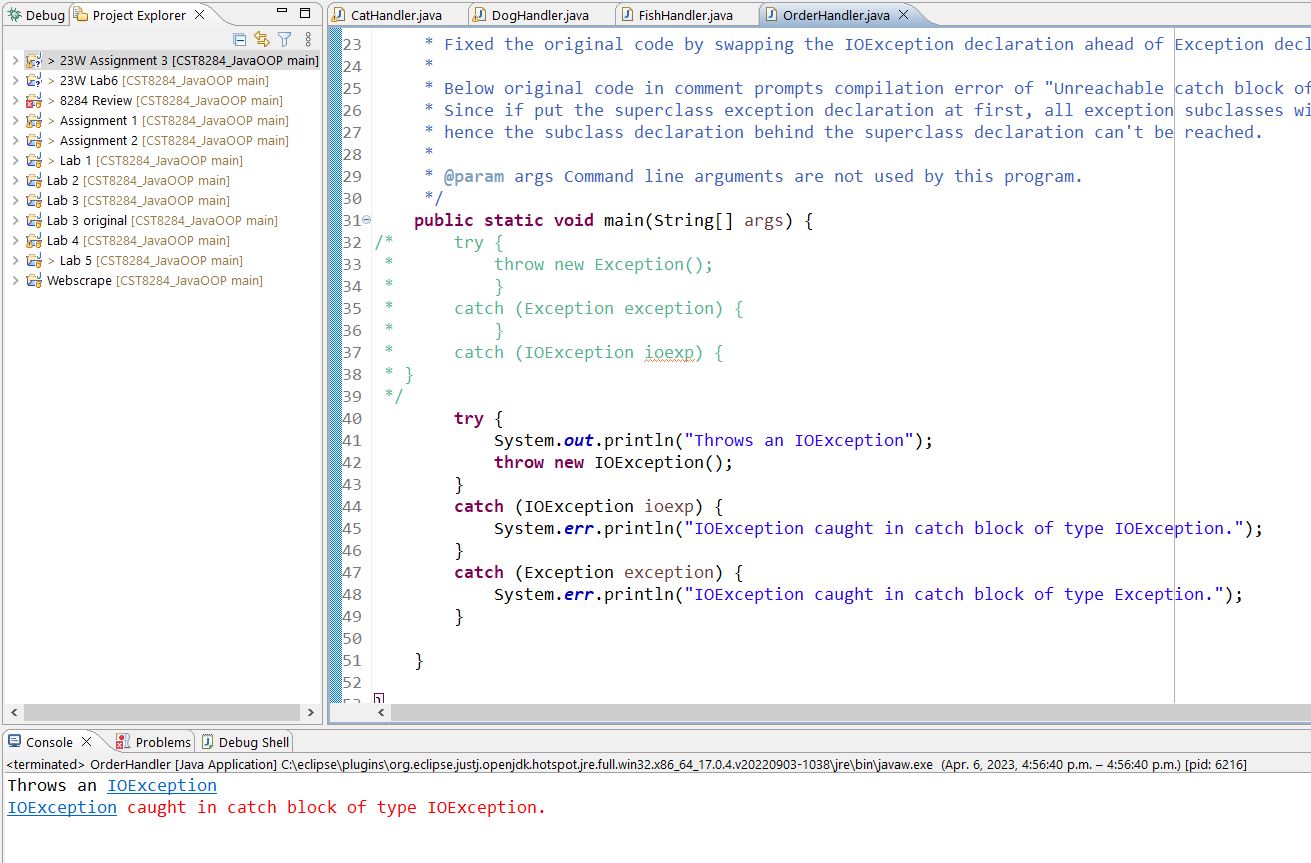 Debug Project Explorer
> 23W Assignment 3 [CST8284_JavaOOP main]
> 23W Lab6 [CST8284_JavaOOP main]
> 8284 Review [CST8284_JavaOOP main]
> Assignment 1 [CST8284_JavaOOP main]
> Assignment 2 [CST8284_JavaOOP main]
> Lab 1 [CST8284_JavaOOP main]
Lab 2 [CST8284_JavaOOP main]
Lab 3 [CST8284_JavaOOP main]
Lab 3 original [CST8284_JavaOOP main]
Lab 4 [CST8284_JavaOOP main]
> Lab 5 [CST8284_JavaOOP main]
Webscrape [CST8284_JavaOOP main]
CatHandler.java DogHandler.java FishHandler.java OrderHandler.java
23 * Fixed the original code by swapping the IOException declaration ahead of Exception decl
24 *
25 * Below original code in comment prompts compilation error of "Unreachable catch block of
26 * Since if put the superclass exception declaration at first, all exception subclasses wi
27 * hence the subclass declaration behind the superclass declaration can't be reached.
28 *
29 * @param args Command line arguments are not used by this program.
30 */
31 public static void main(String[] args) {
32 /* try {
33 * throw new Exception();
34 * }
35 * catch (Exception exception) {
36 * }
37 * catch (IOException ioexp) {
38 * }
39 */
40 try {
41 System.out.println("Throws an IOException");
42 throw new IOException();
43 }
44 catch (IOException ioexp) {
45 System.err.println("IOException caught in catch block of type IOException.");
46 }
47 catch (Exception exception) {
48 System.err.println("IOException caught in catch block of type Exception.");
49 }
50
51 }
52
53 }
Console Problems Debug Shell
<terminated> OrderHandler [Java Application] C:\eclipse\plugins\org.eclipse.justj.openjdk.hotspot.jre.full.win32.x86_64_17.0.4.v20220903-1038\jre\bin\javaw.exe (Apr. 6, 2023, 4:56:40 p.m. – 4:56:40 p.m.) [pid: 6216]
Throws an IOException
IOException caught in catch block of type IOException.